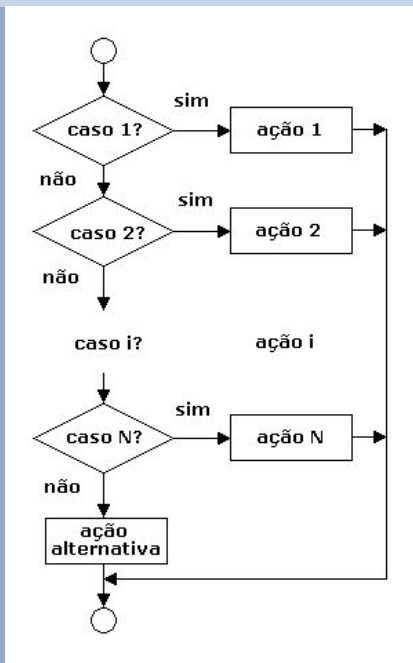 sim
caso 1?
ação 1
não
sim
caso 2?
ação 2
não
caso i?
ação i
sim
caso N?
ação N
não
ação
alternativa